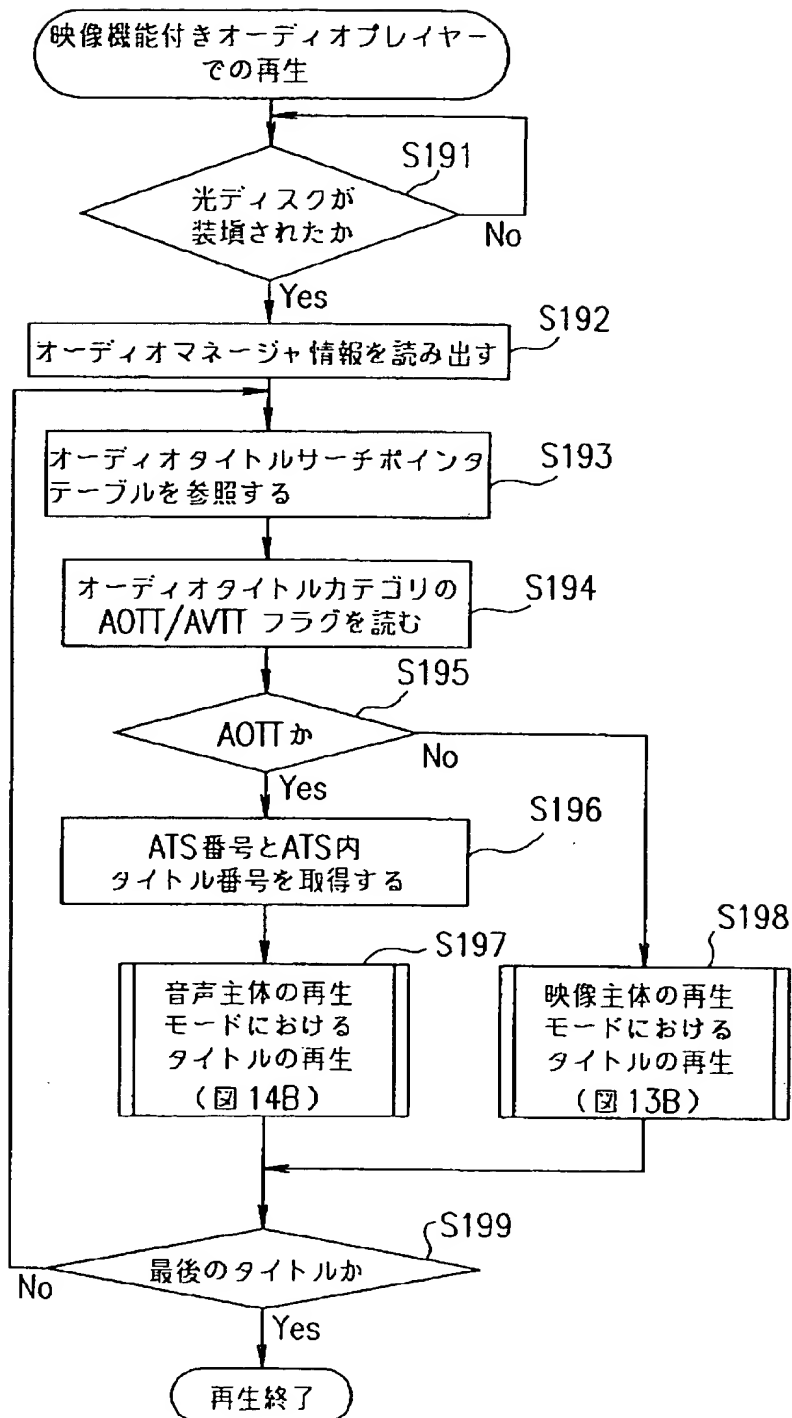 映像機能付きオーディオプレイヤー
での再生
S191
光ディスクが
装填されたか
No
Yes
S192
オーディオマネージャ情報を読み出す
S193
オーディオタイトルサーチポインタ
テーブルを参照する
S194
オーディオタイトルカテゴリの
AOTT/AVTT フラグを読む
S195
AOTTか
No
Yes
S196
ATS番号とATS内
タイトル番号を取得する
S197
音声主体の再生
モードにおける
タイトルの再生
(図14B)
S198
映像主体の再生
モードにおける
タイトルの再生
(図13B)
S199
最後のタイトルか
No
Yes
再生終了